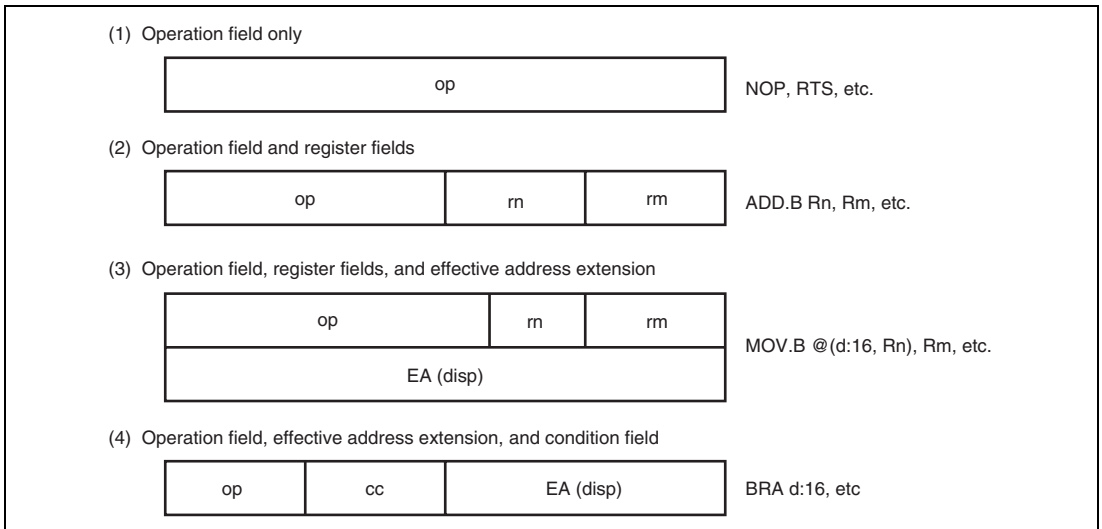 (1) Operation field only
op
NOP, RTS, etc.
(2) Operation field and register fields
op rn rm
ADD.B Rn, Rm, etc.
(3) Operation field, register fields, and effective address extension
op rn rm
EA (disp)
MOV.B @(d:16, Rn), Rm, etc.
(4) Operation field, effective address extension, and condition field
op cc EA (disp)
BRA d:16, etc